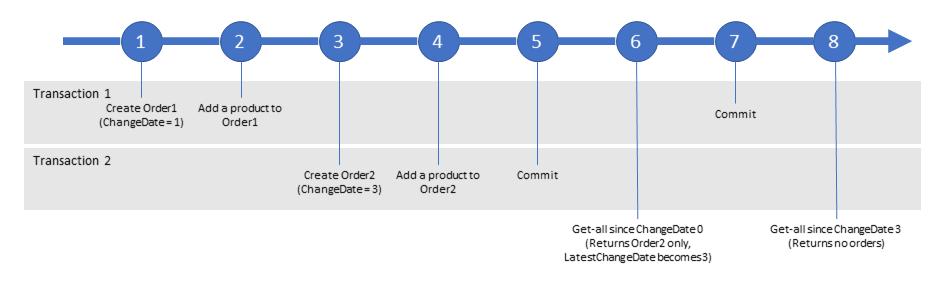 1 2 3 4 5 6 7 8
Transaction 1
Create Order1
(ChangeDate = 1)
Add a product to
Order1
Commit
Transaction 2
Create Order2
(ChangeDate = 3)
Add a product to
Order2
Commit
Get-all since ChangeDate 0
(Returns Order2 only,
LatestChangeDate becomes 3)
Get-all since ChangeDate 3
(Returns no orders)